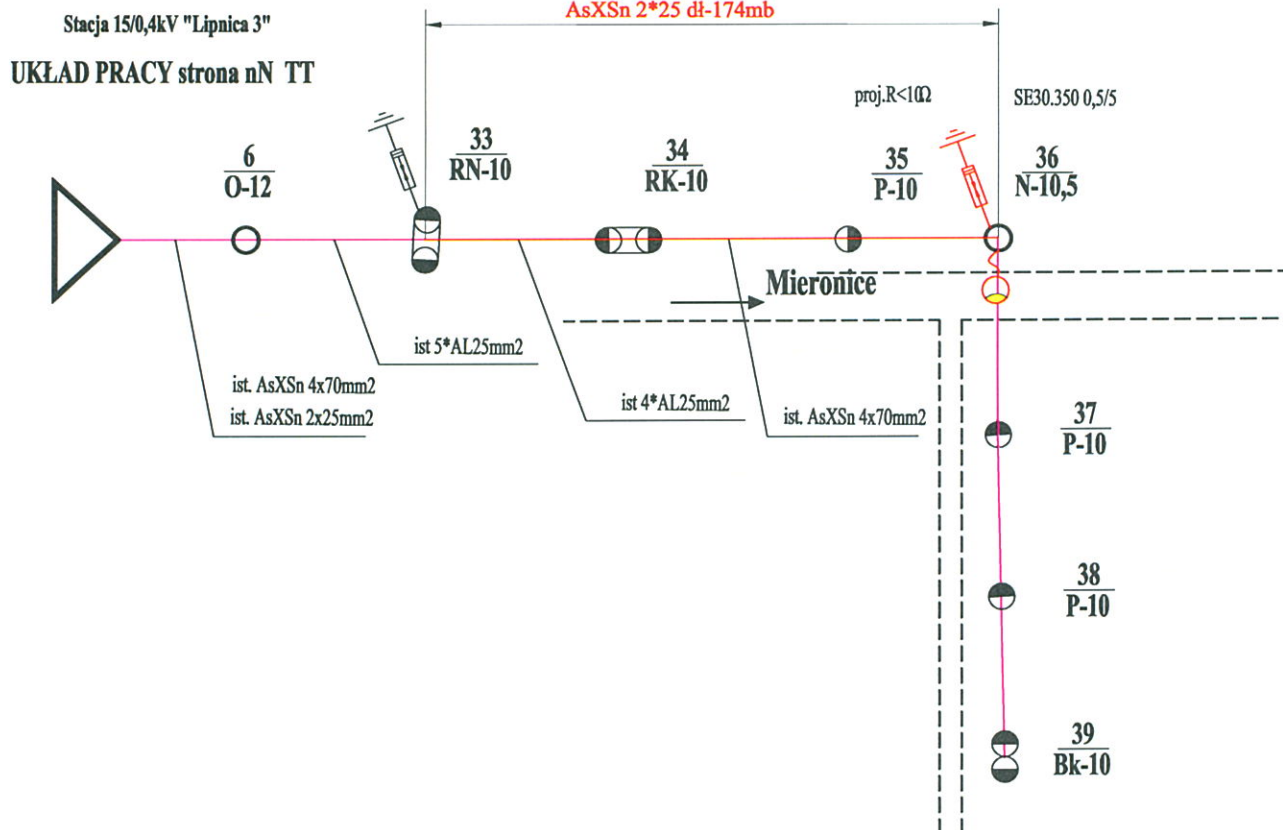 AsXSn 2*25 dł-174mb
Stacja 15/0,4kV "Lipnica 3"
UKŁAD PRACY strona nN TT
proj.R<10Ω
SE30.350 0,5/5
6
O-12
33
RN-10
34
RK-10
35
P-10
36
N-10,5
Mieronice
ist 5*AL25mm2
ist. AsXSn 4x70mm2
ist. AsXSn 2x25mm2
ist 4*AL25mm2
ist. AsXSn 4x70mm2
37
P-10
38
P-10
39
Bk-10